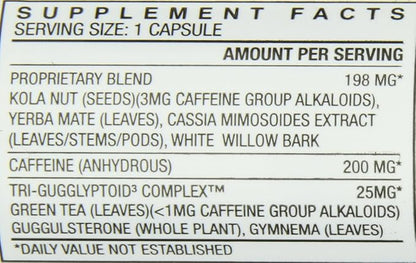 SUPPLEMENT FACTS
SERVING SIZE: 1 CAPSULE
AMOUNT PER SERVING
PROPRIETARY BLEND 198 MG*
KOLA NUT (SEEDS)(3MG CAFFEINE GROUP ALKALOIDS),
YERBA MATE (LEAVES), CASSIA MIMOSOIDES EXTRACT
(LEAVES/STEMS/PODS), WHITE WILLOW BARK
CAFFEINE (ANHYDROUS) 200 MG*
TRI-GUGGLYPTOID³ COMPLEX™ 25MG*
GREEN TEA (LEAVES)(<1MG CAFFEINE GROUP ALKALOIDS)
GUGGULSTERONE (WHOLE PLANT), GYMNEMA (LEAVES)
*DAILY VALUE NOT ESTABLISHED